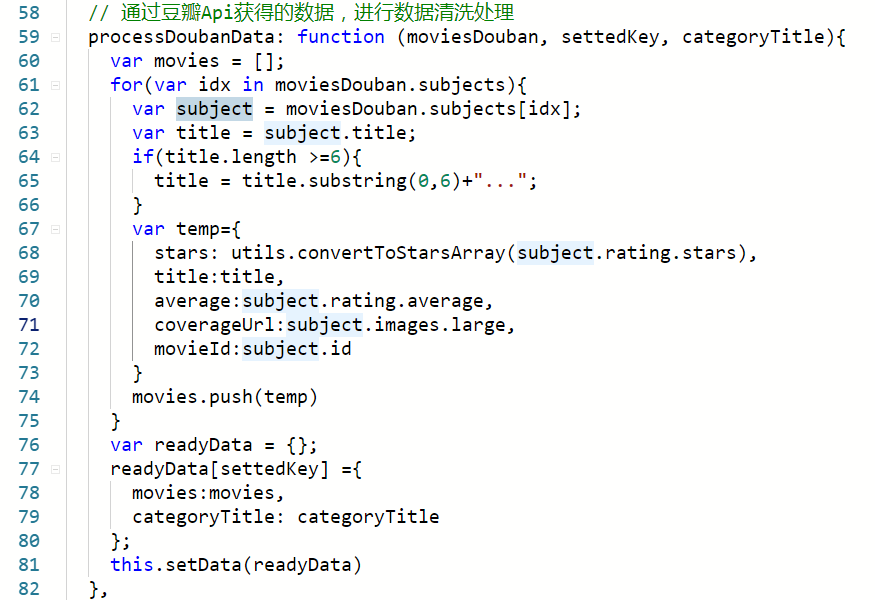 58 // 通过豆瓣Api获得的数据，进行数据清洗处理
59 processDoubanData: function (moviesDouban, settedKey, categoryTitle){
60 var movies = [];
61 for(var idx in moviesDouban.subjects){
62 var subject = moviesDouban.subjects[idx];
63 var title = subject.title;
64 if(title.length >=6){
65 title = title.substring(0,6)+"...";
66 }
67 var temp={
68 stars: utils.convertToStarsArray(subject.rating.stars),
69 title:title,
70 average:subject.rating.average,
71 coverageUrl:subject.images.large,
72 movieId:subject.id
73 }
74 movies.push(temp)
75 }
76 var readyData = {};
77 readyData[settedKey] ={
78 movies:movies,
79 categoryTitle: categoryTitle
80 };
81 this.setData(readyData)
82 },